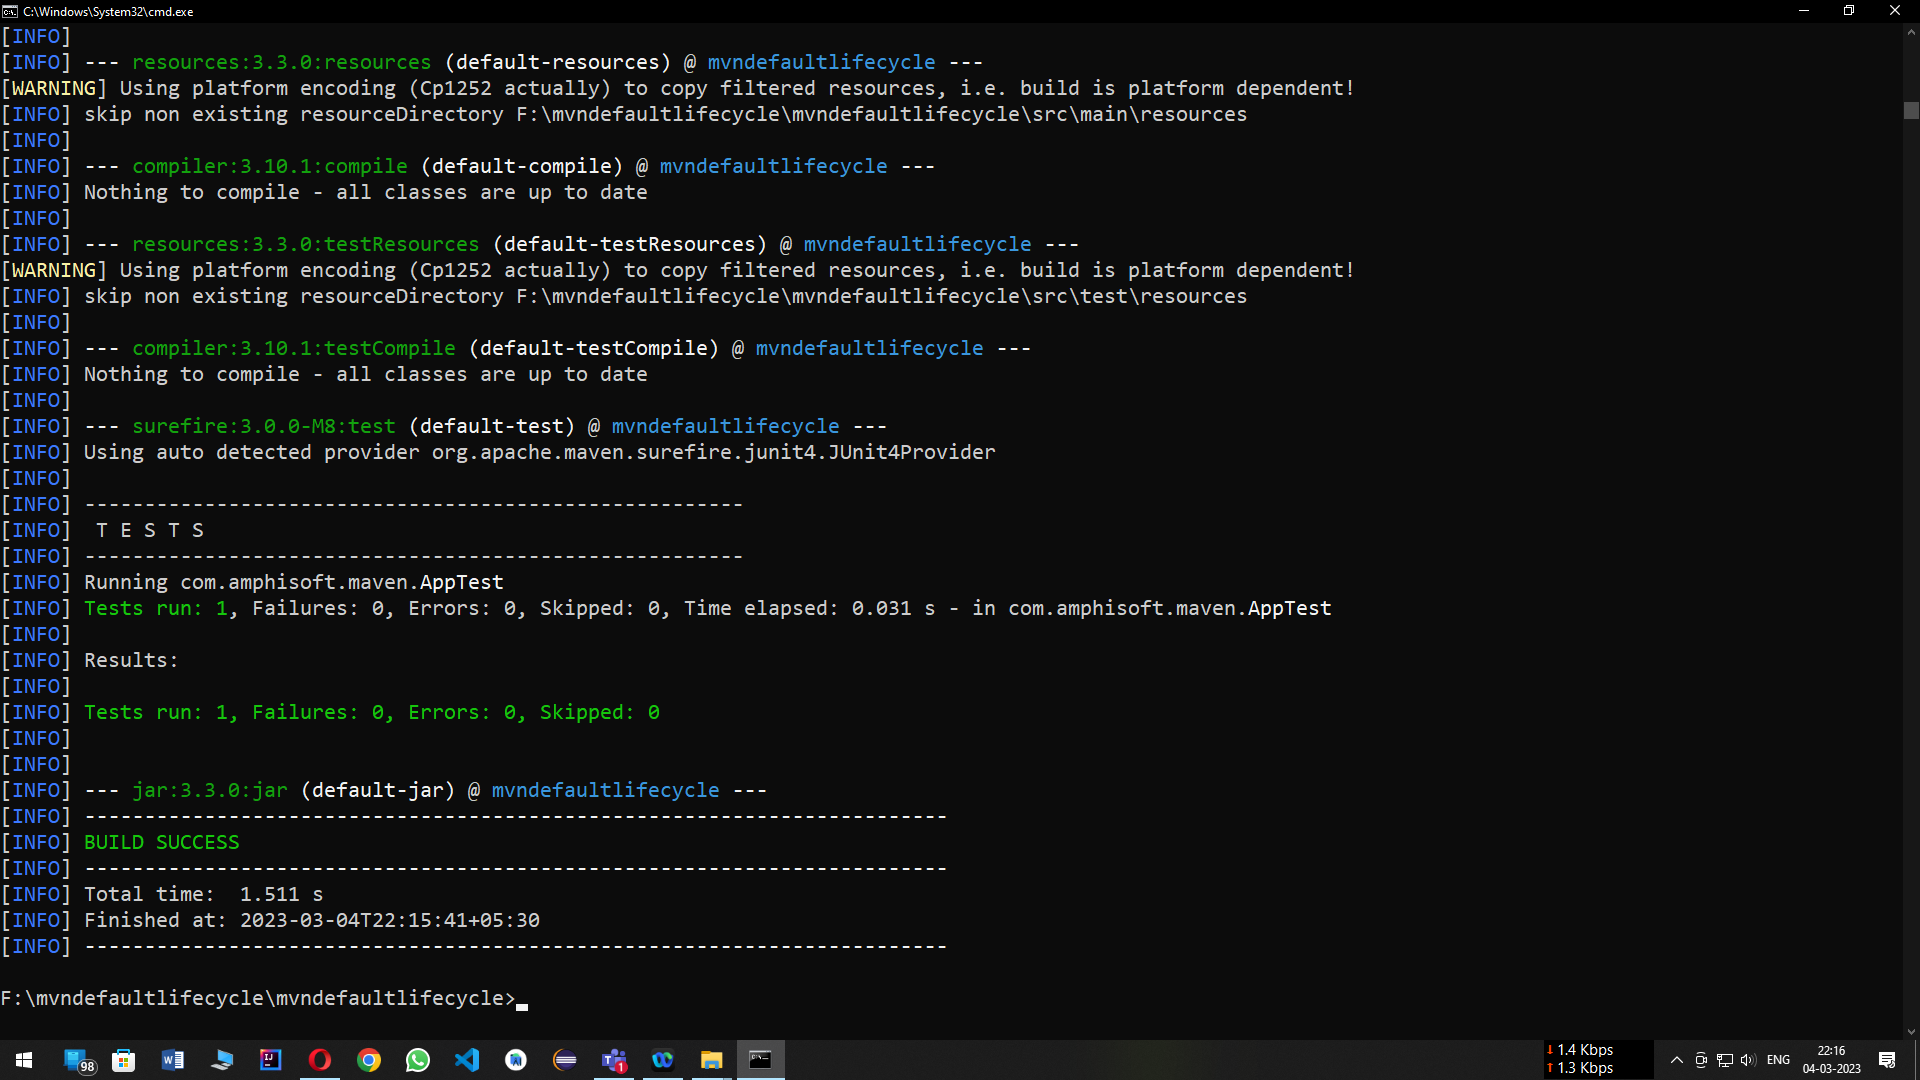 C:\Windows\System32\cmd.exe
[INFO]
[INFO] --- resources:3.3.0:resources (default-resources) @ mvndefaultlifecycle ---
[WARNING] Using platform encoding (Cp1252 actually) to copy filtered resources, i.e. build is platform dependent!
[INFO] skip non existing resourceDirectory F:\mvndefaultlifecycle\mvndefaultlifecycle\src\main\resources
[INFO]
[INFO] --- compiler:3.10.1:compile (default-compile) @ mvndefaultlifecycle ---
[INFO] Nothing to compile - all classes are up to date
[INFO]
[INFO] --- resources:3.3.0:testResources (default-testResources) @ mvndefaultlifecycle ---
[WARNING] Using platform encoding (Cp1252 actually) to copy filtered resources, i.e. build is platform dependent!
[INFO] skip non existing resourceDirectory F:\mvndefaultlifecycle\mvndefaultlifecycle\src\test\resources
[INFO]
[INFO] --- compiler:3.10.1:testCompile (default-testCompile) @ mvndefaultlifecycle ---
[INFO] Nothing to compile - all classes are up to date
[INFO]
[INFO] --- surefire:3.0.0-M8:test (default-test) @ mvndefaultlifecycle ---
[INFO] Using auto detected provider org.apache.maven.surefire.junit4.JUnit4Provider
[INFO]
[INFO] -------------------------------------------------------
[INFO]  T E S T S
[INFO] -------------------------------------------------------
[INFO] Running com.amphisoft.maven.AppTest
[INFO] Tests run: 1, Failures: 0, Errors: 0, Skipped: 0, Time elapsed: 0.031 s - in com.amphisoft.maven.AppTest
[INFO]
[INFO] Results:
[INFO]
[INFO] Tests run: 1, Failures: 0, Errors: 0, Skipped: 0
[INFO]
[INFO]
[INFO] --- jar:3.3.0:jar (default-jar) @ mvndefaultlifecycle ---
[INFO] ------------------------------------------------------------------------
[INFO] BUILD SUCCESS
[INFO] ------------------------------------------------------------------------
[INFO] Total time:  1.511 s
[INFO] Finished at: 2023-03-04T22:15:41+05:30
[INFO] ------------------------------------------------------------------------
F:\mvndefaultlifecycle\mvndefaultlifecycle>
98
1
↓ 1.4 Kbps
↑ 1.3 Kbps
ENG
22:16
04-03-2023